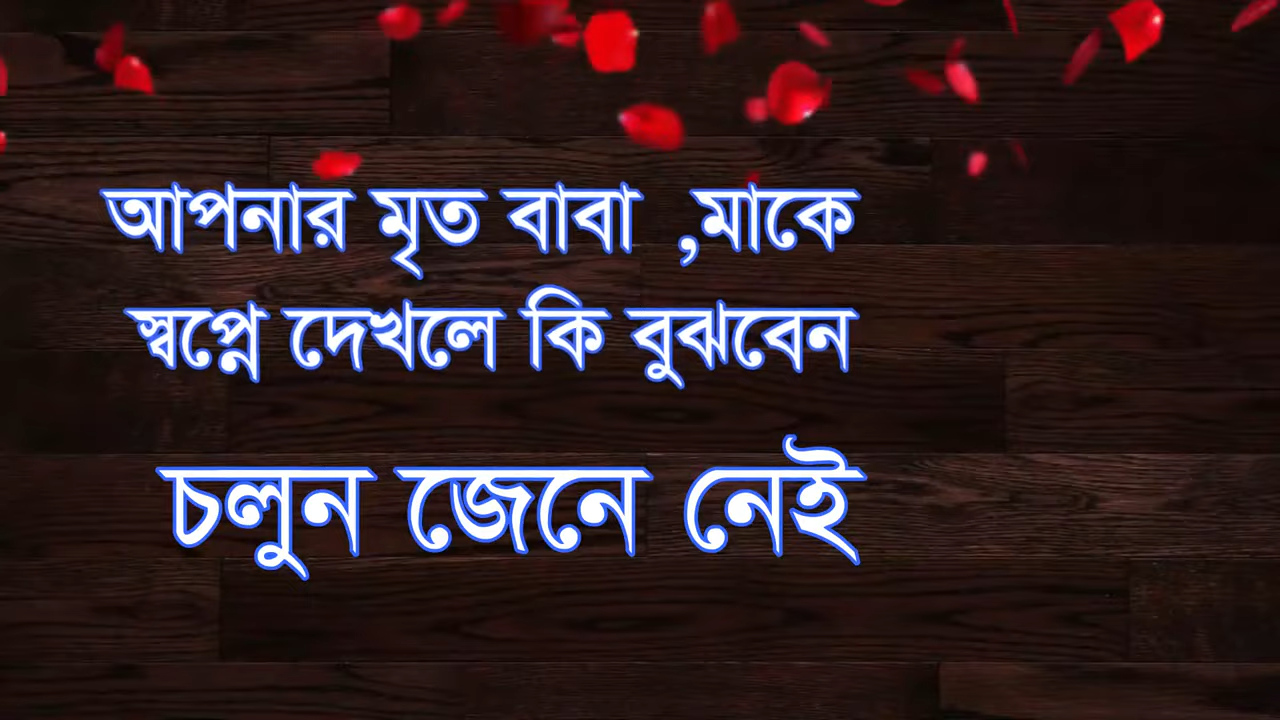 আপনার মৃত বাবা ,মাকে
স্বপ্নে দেখলে কি বুঝবেন
চলুন জেনে নেই